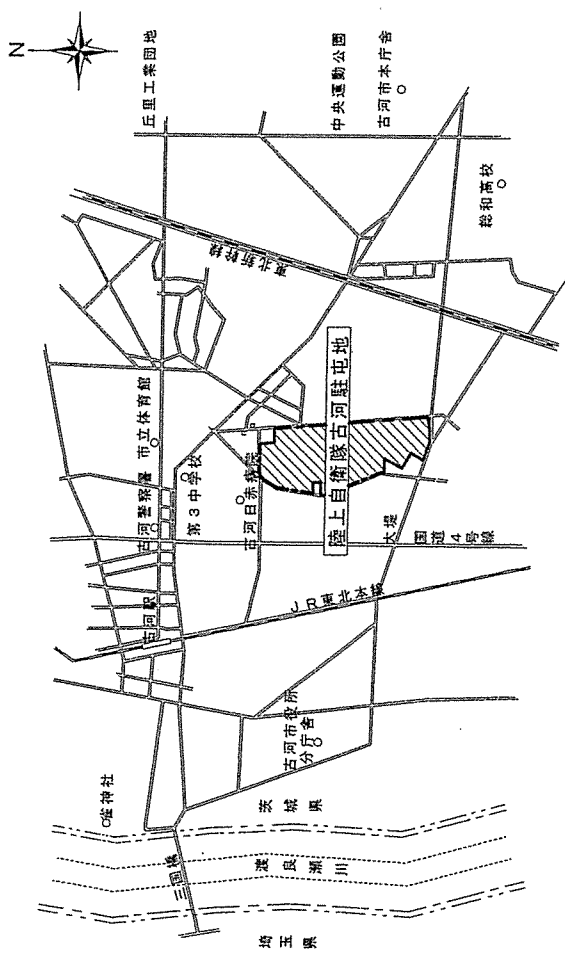 N
丘里工業団地
中央運動公園
古河市本庁舎
総和高校
東北新幹線
市立体育館
古河警察署
第３中学校
古河日赤病院
陸上自衛隊古河駐屯地
大堤
国道４号線
古河駅
ＪＲ東北本線
古河市役所
分庁舎
雀神社
茨城県
三国橋
渡良瀬川
埼玉県